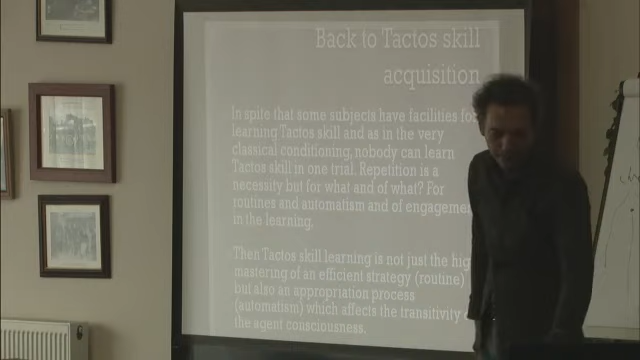 Back to Tactos skill
acquisition
In spite that some subjects have facilities for
learning Tactos skill and as in the very
classical conditioning, nobody can learn
Tactos skill in one trial. Repetition is a
necessity but for what and of what? For
routines and automatism and of
in the learning.
Then Tactos skill learning is not just the
mastering of an efficient strategy (routine)
but also an appropriation process
(automatism) which affects the transitivity
the agent consciousness.